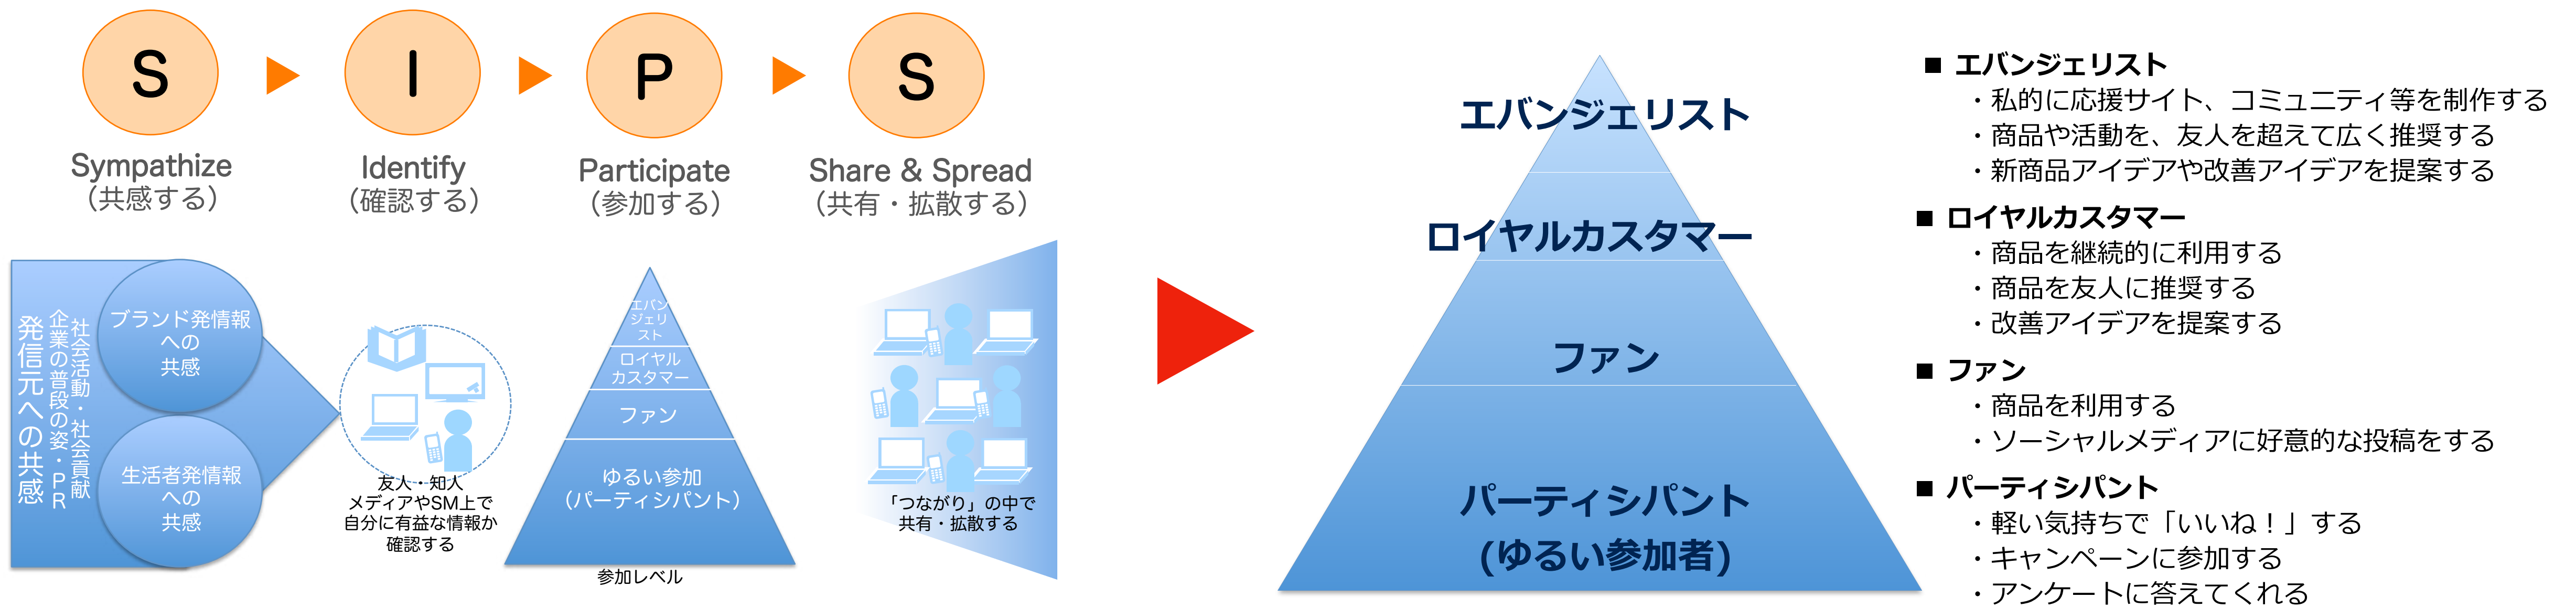 S
I
P
S
Sympathize
（共感する）
Identify
（確認する）
Participate
（参加する）
Share & Spread
（共有・拡散する）
発信元への共感
企業の普段の姿・PR
社会活動・社会貢献
ブランド発情報
への
共感
生活者発情報
への
共感
友人・知人
メディアやSM上で
自分に有益な情報か
確認する
エバン
ジェリ
スト
ロイヤル
カスタマー
ファン
ゆるい参加
（パーティシパント）
参加レベル
「つながり」の中で
共有・拡散する
エバンジェリスト
ロイヤルカスタマー
ファン
パーティシパント
(ゆるい参加者)
■ エバンジェリスト
・私的に応援サイト、コミュニティ等を制作する
・商品や活動を、友人を超えて広く推奨する
・新商品アイデアや改善アイデアを提案する
■ ロイヤルカスタマー
・商品を継続的に利用する
・商品を友人に推奨する
・改善アイデアを提案する
■ ファン
・商品を利用する
・ソーシャルメディアに好意的な投稿をする
■ パーティシパント
・軽い気持ちで「いいね！」する
・キャンペーンに参加する
・アンケートに答えてくれる